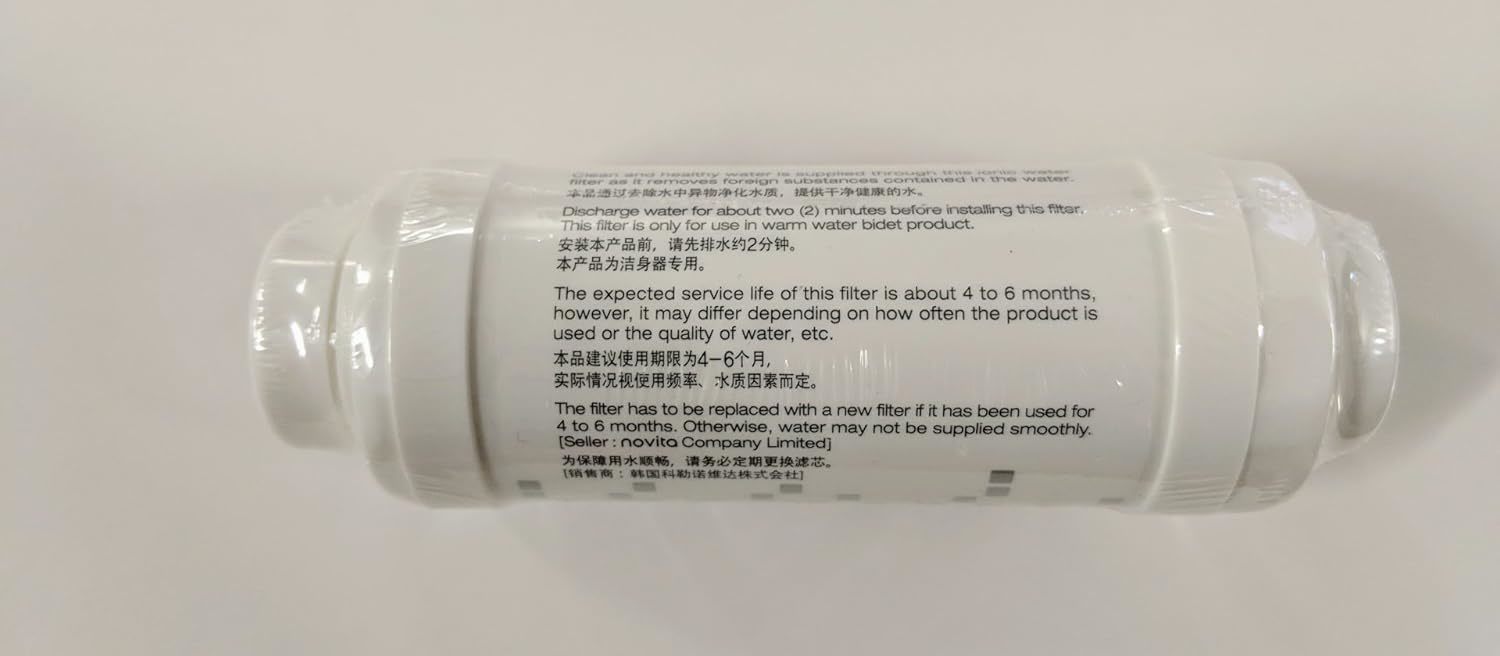 Clean and healthy water is supplied through this ionic water
filter as it removes foreign substances contained in the water.
本品通过去除水中异物净化水质，提供干净健康的水。
Discharge water for about two (2) minutes before installing this filter.
This filter is only for use in warm water bidet product.
安装本产品前，请先排水约2分钟。
本产品为洁身器专用。
The expected service life of this filter is about 4 to 6 months,
however, it may differ depending on how often the product is
used or the quality of water, etc.
本品建议使用期限为4－6个月，
实际情况视使用频率、水质因素而定。
The filter has to be replaced with a new filter if it has been used for
4 to 6 months. Otherwise, water may not be supplied smoothly.
[Seller : novita Company Limited]
为保障用水顺畅，请务必定期更换滤芯。
[销售商：韩国科勒诺维达株式会社]